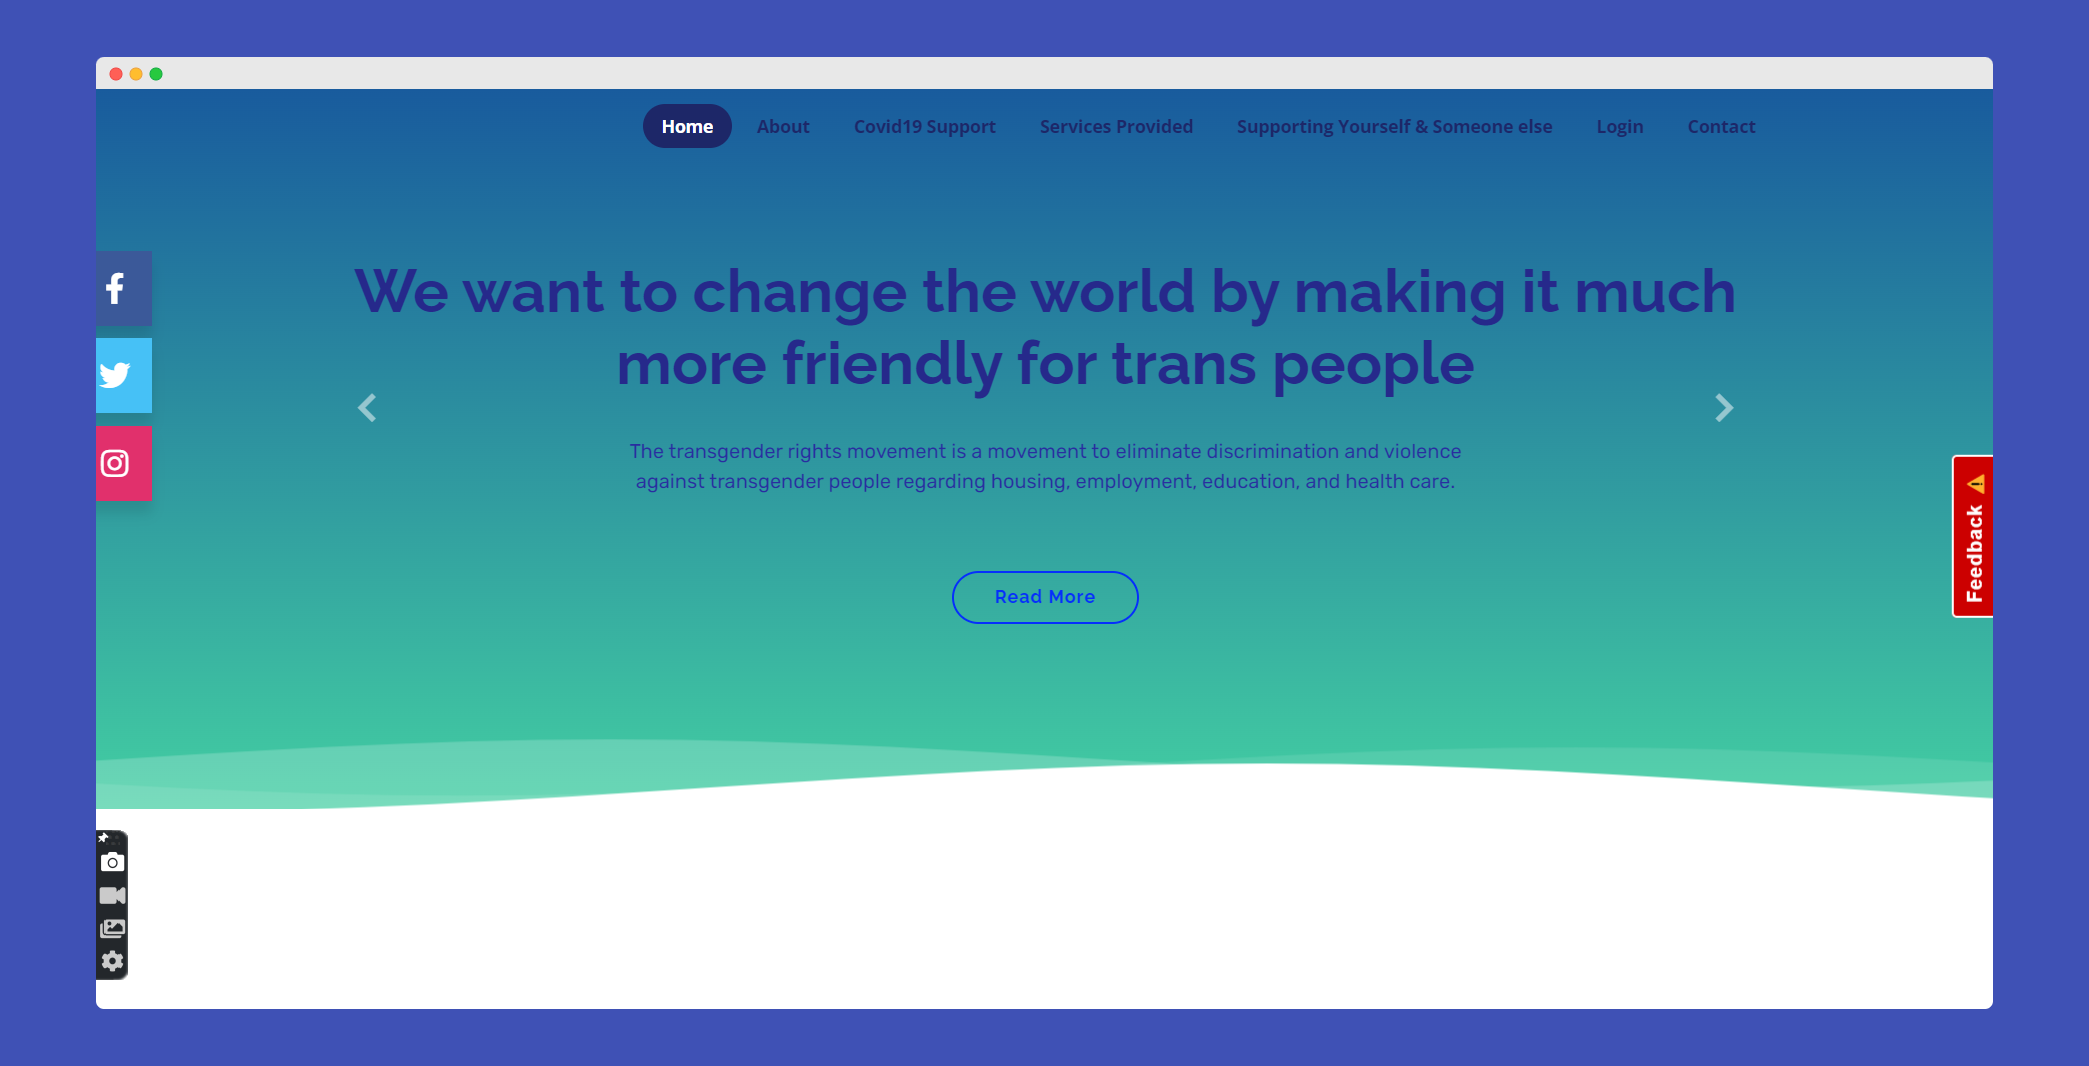 Home About Covid19 Support Services Provided Supporting Yourself & Someone else Login Contact
We want to change the world by making it much
more friendly for trans people
The transgender rights movement is a movement to eliminate discrimination and violence
against transgender people regarding housing, employment, education, and health care.
Read More
Feedback